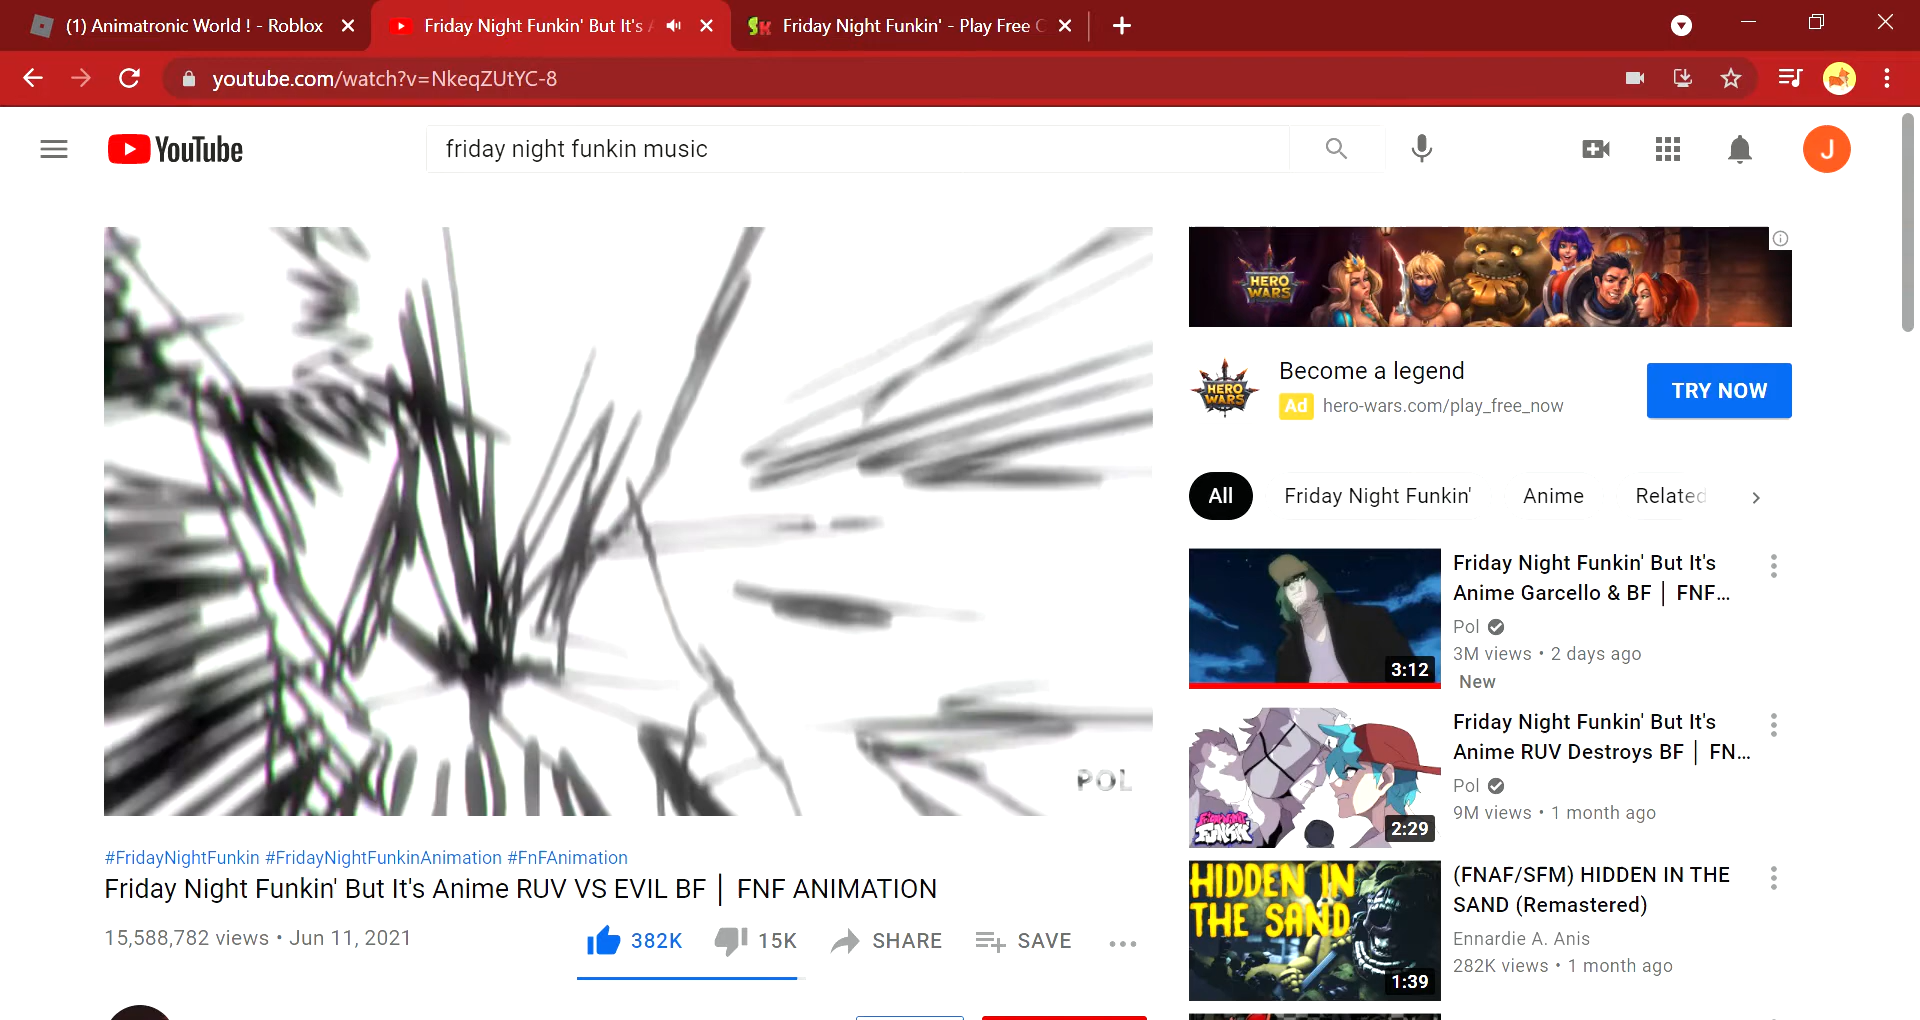 (1) Animatronic World ! - Roblox
Friday Night Funkin' But It's
Friday Night Funkin' - Play Free
youtube.com/watch?v=NkeqZUtYC-8
YouTube
friday night funkin music
J
HERO WARS
Become a legend
HERO WARS
Ad hero-wars.com/play_free_now
TRY NOW
All
Friday Night Funkin'
Anime
Related
Friday Night Funkin' But It's
Anime Garcello & BF │ FNF...
Pol
3M views • 2 days ago
New
3:12
Friday Night Funkin' But It's
Anime RUV Destroys BF │ FN...
Pol
9M views • 1 month ago
FRIDAY NIGHT
FUNKIN
2:29
HIDDEN IN
THE SAND
1:39
(FNAF/SFM) HIDDEN IN THE
SAND (Remastered)
Ennardie A. Anis
282K views • 1 month ago
POL
#FridayNightFunkin #FridayNightFunkinAnimation #FnFAnimation
Friday Night Funkin' But It's Anime RUV VS EVIL BF │ FNF ANIMATION
15,588,782 views • Jun 11, 2021
382K
15K
SHARE
SAVE